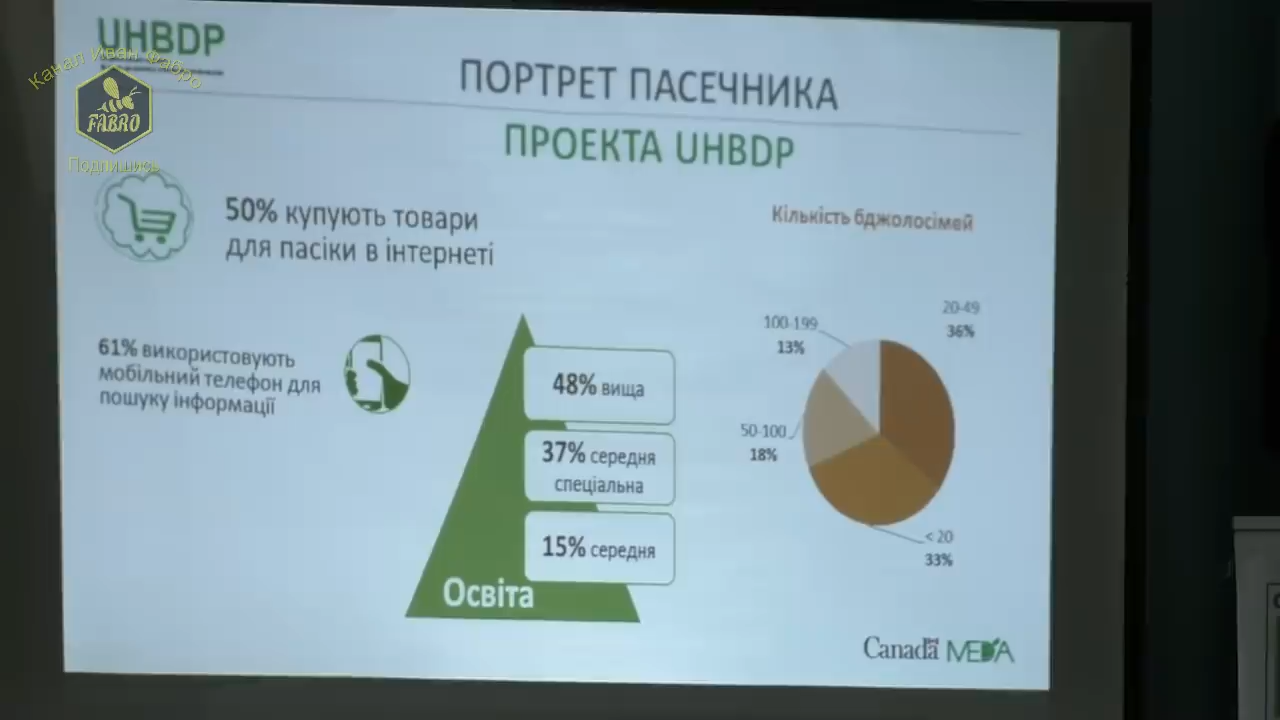 UHBDP
Канал Иван Фабро
FABRO
Подпишись
ПОРТРЕТ ПАСЕЧНИКА
ПРОЕКТА UHBDP
50% купують товари
для пасіки в інтернеті
61% використовують
мобільний телефон для
пошуку інформації
48% вища
37% середня
спеціальна
15% середня
Освіта
Кількість бджолосімей
20-49
36%
100-199
13%
50-100
18%
< 20
33%
Canada MEDA